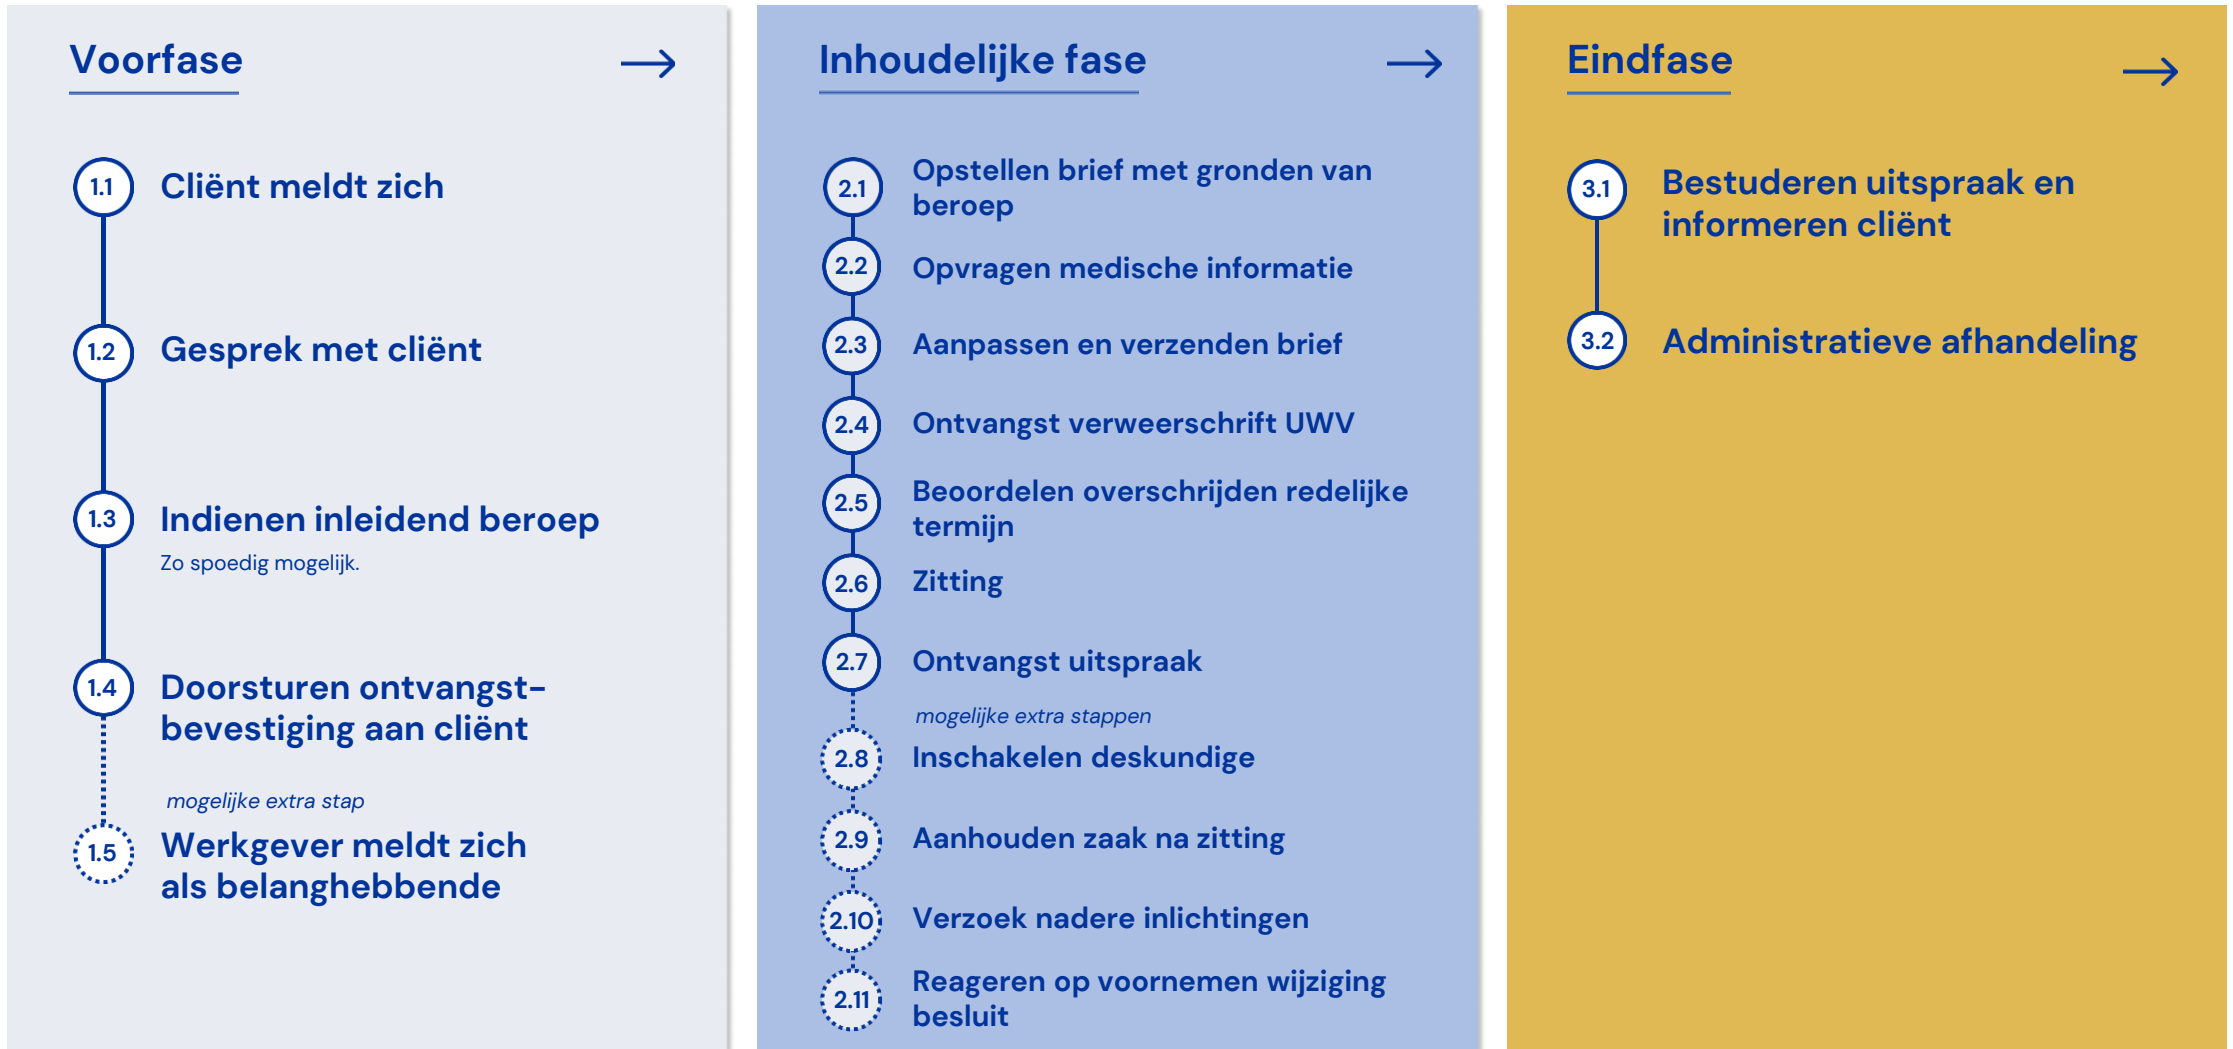 Voorfase
1.1
Cliënt meldt zich
1.2
Gesprek met cliënt
1.3
Indienen inleidend beroep
Zo spoedig mogelijk.
1.4
Doorsturen ontvangst-
bevestiging aan cliënt
mogelijke extra stap
1.5
Werkgever meldt zich
als belanghebbende
Inhoudelijke fase
2.1
Opstellen brief met gronden van
beroep
2.2
Opvragen medische informatie
2.3
Aanpassen en verzenden brief
2.4
Ontvangst verweerschrift UWV
2.5
Beoordelen overschrijden redelijke
termijn
2.6
Zitting
2.7
Ontvangst uitspraak
mogelijke extra stappen
2.8
Inschakelen deskundige
2.9
Aanhouden zaak na zitting
2.10
Verzoek nadere inlichtingen
2.11
Reageren op voornemen wijziging
besluit
Eindfase
3.1
Bestuderen uitspraak en
informeren cliënt
3.2
Administratieve afhandeling